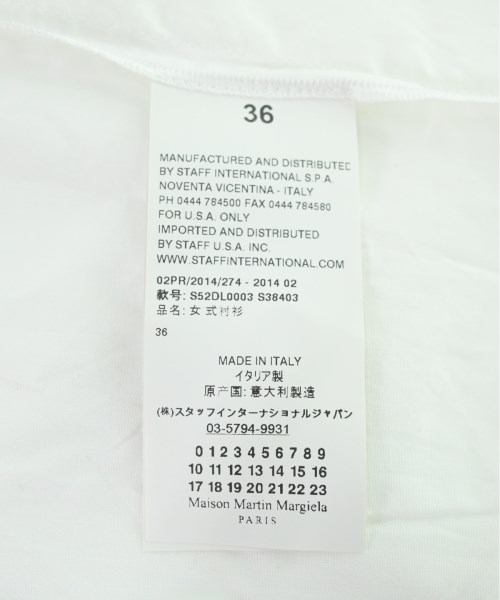 36
MANUFACTURED AND DISTRIBUTED
BY STAFF INTERNATIONAL S.P.A.
NOVENTA VICENTINA - ITALY
PH 0444 784500 FAX 0444 784580
FOR U.S.A. ONLY
IMPORTED AND DISTRIBUTED
BY STAFF U.S.A. INC.
WWW.STAFFINTERNATIONAL.COM
02PR/2014/274 - 2014 02
款号: S52DL0003 S38403
品名: 女式衬衫
36
MADE IN ITALY
イタリア製
原产国: 意大利製造
(株)スタッフインターナショナルジャパン
03-5794-9931
0 1 2 3 4 5 6 7 8 9
10 11 12 13 14 15 16
17 18 19 20 21 22 23
Maison Martin Margiela
PARIS